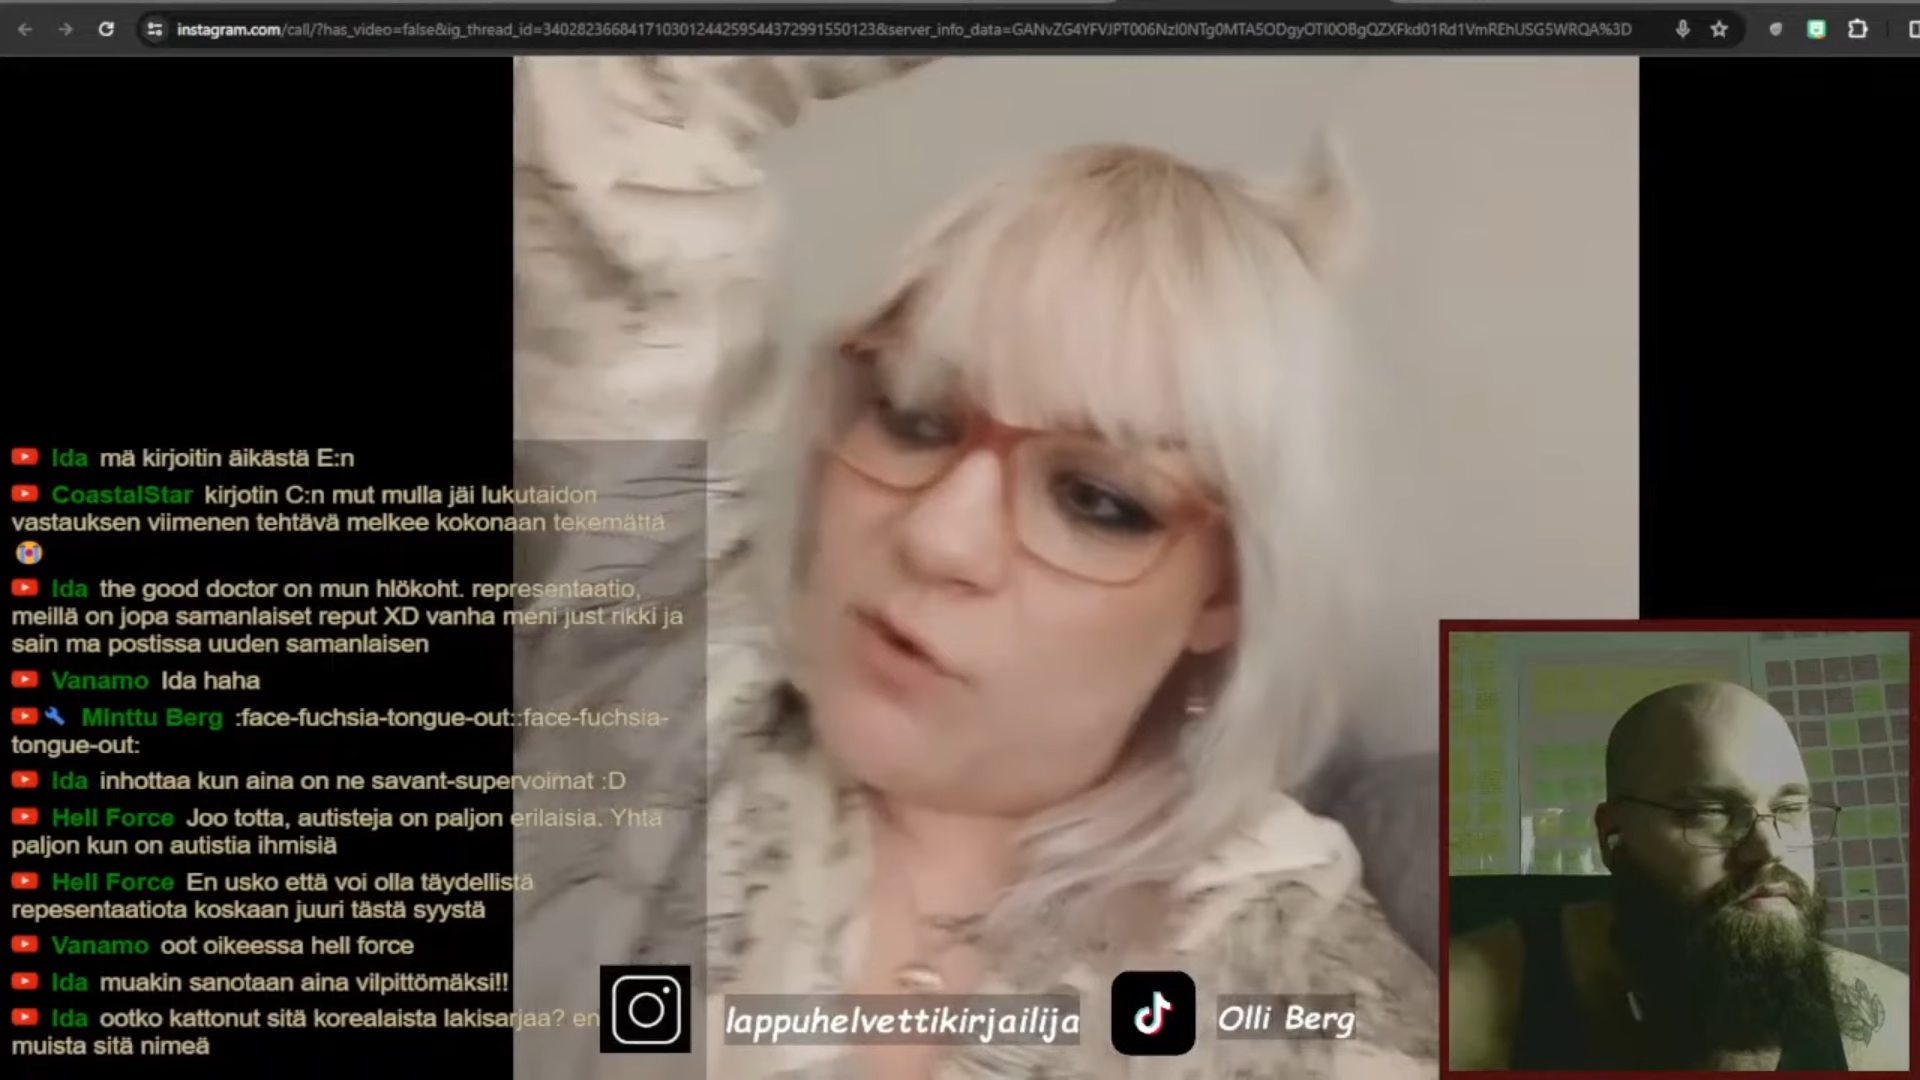 instagram.com/call/?has_video=false&ig_thread_id=340282366841710301244259544372991550123&server_info_data=GANvZG4YFVJPT006NzI0NTg0MTA5ODgyOTI0OBgQZXFkd01Rd1VmREhUSG5WRQA%3D
Ida mä kirjoitin äikästä E:n
CoastalStar kirjotin C:n mut mulla jäi lukutaidon
vastauksen viimenen tehtävä melkee kokonaan tekemättä
😭
Ida the good doctor on mun hlökoht. representaatio,
meillä on jopa samanlaiset reput XD vanha meni just rikki ja
sain ma postissa uuden samanlaisen
Vanamo Ida haha
Minttu Berg :face-fuchsia-tongue-out::face-fuchsia-
tongue-out:
Ida inhottaa kun aina on ne savant-supervoimat :D
Hell Force Joo totta, autisteja on paljon erilaisia. Yhtä
paljon kun on autistia ihmisiä
Hell Force En usko että voi olla täydellistä
repesentaatiota koskaan juuri tästä syystä
Vanamo oot oikeessa hell force
Ida muakin sanotaan aina vilpittömäksi!!
Ida ootko kattonut sitä korealaista lakisarjaa? en
muista sitä nimeä
lappuhelvettikirjailija
Olli Berg